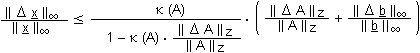 ‖ Δ x ‖∞ / ‖ x ‖∞ ≤ κ (A) / ( 1 − κ (A) · ‖ Δ A ‖z / ‖ A ‖z ) · ( ‖ Δ A ‖z / ‖ A ‖z + ‖ Δ b ‖∞ / ‖ b ‖∞ )